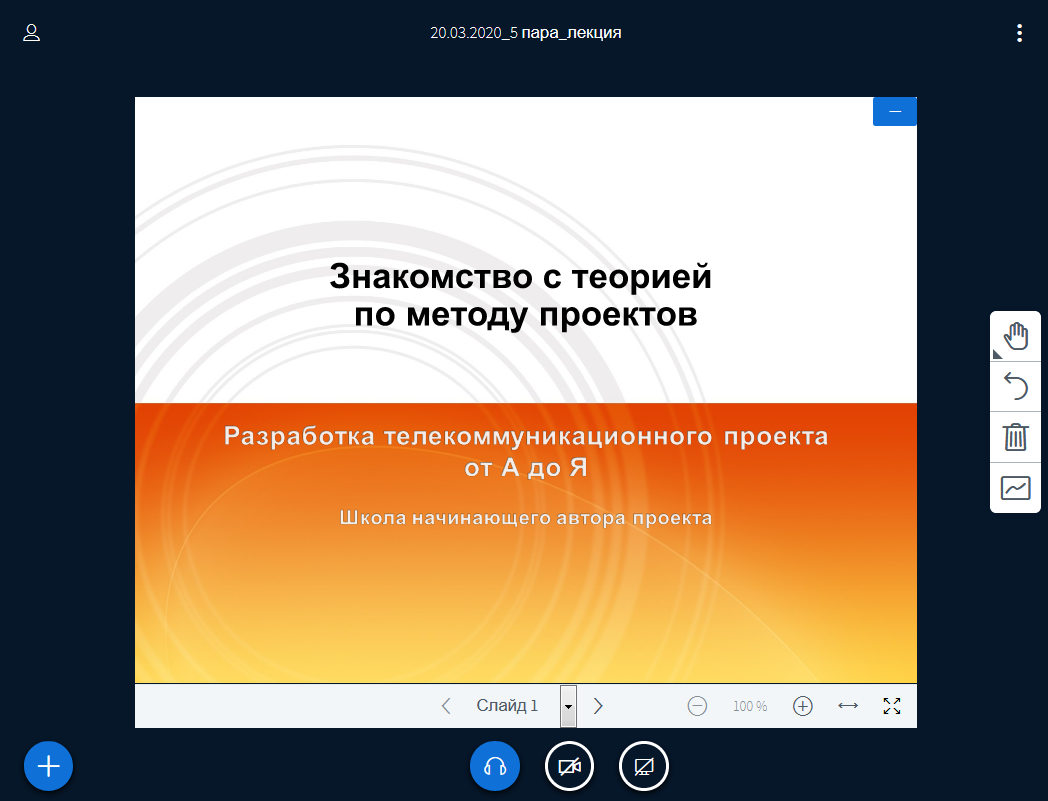 20.03.2020_5 пара_лекция
Знакомство с теорией
по методу проектов
Разработка телекоммуникационного проекта
от А до Я
Школа начинающего автора проекта
Слайд 1
100 %